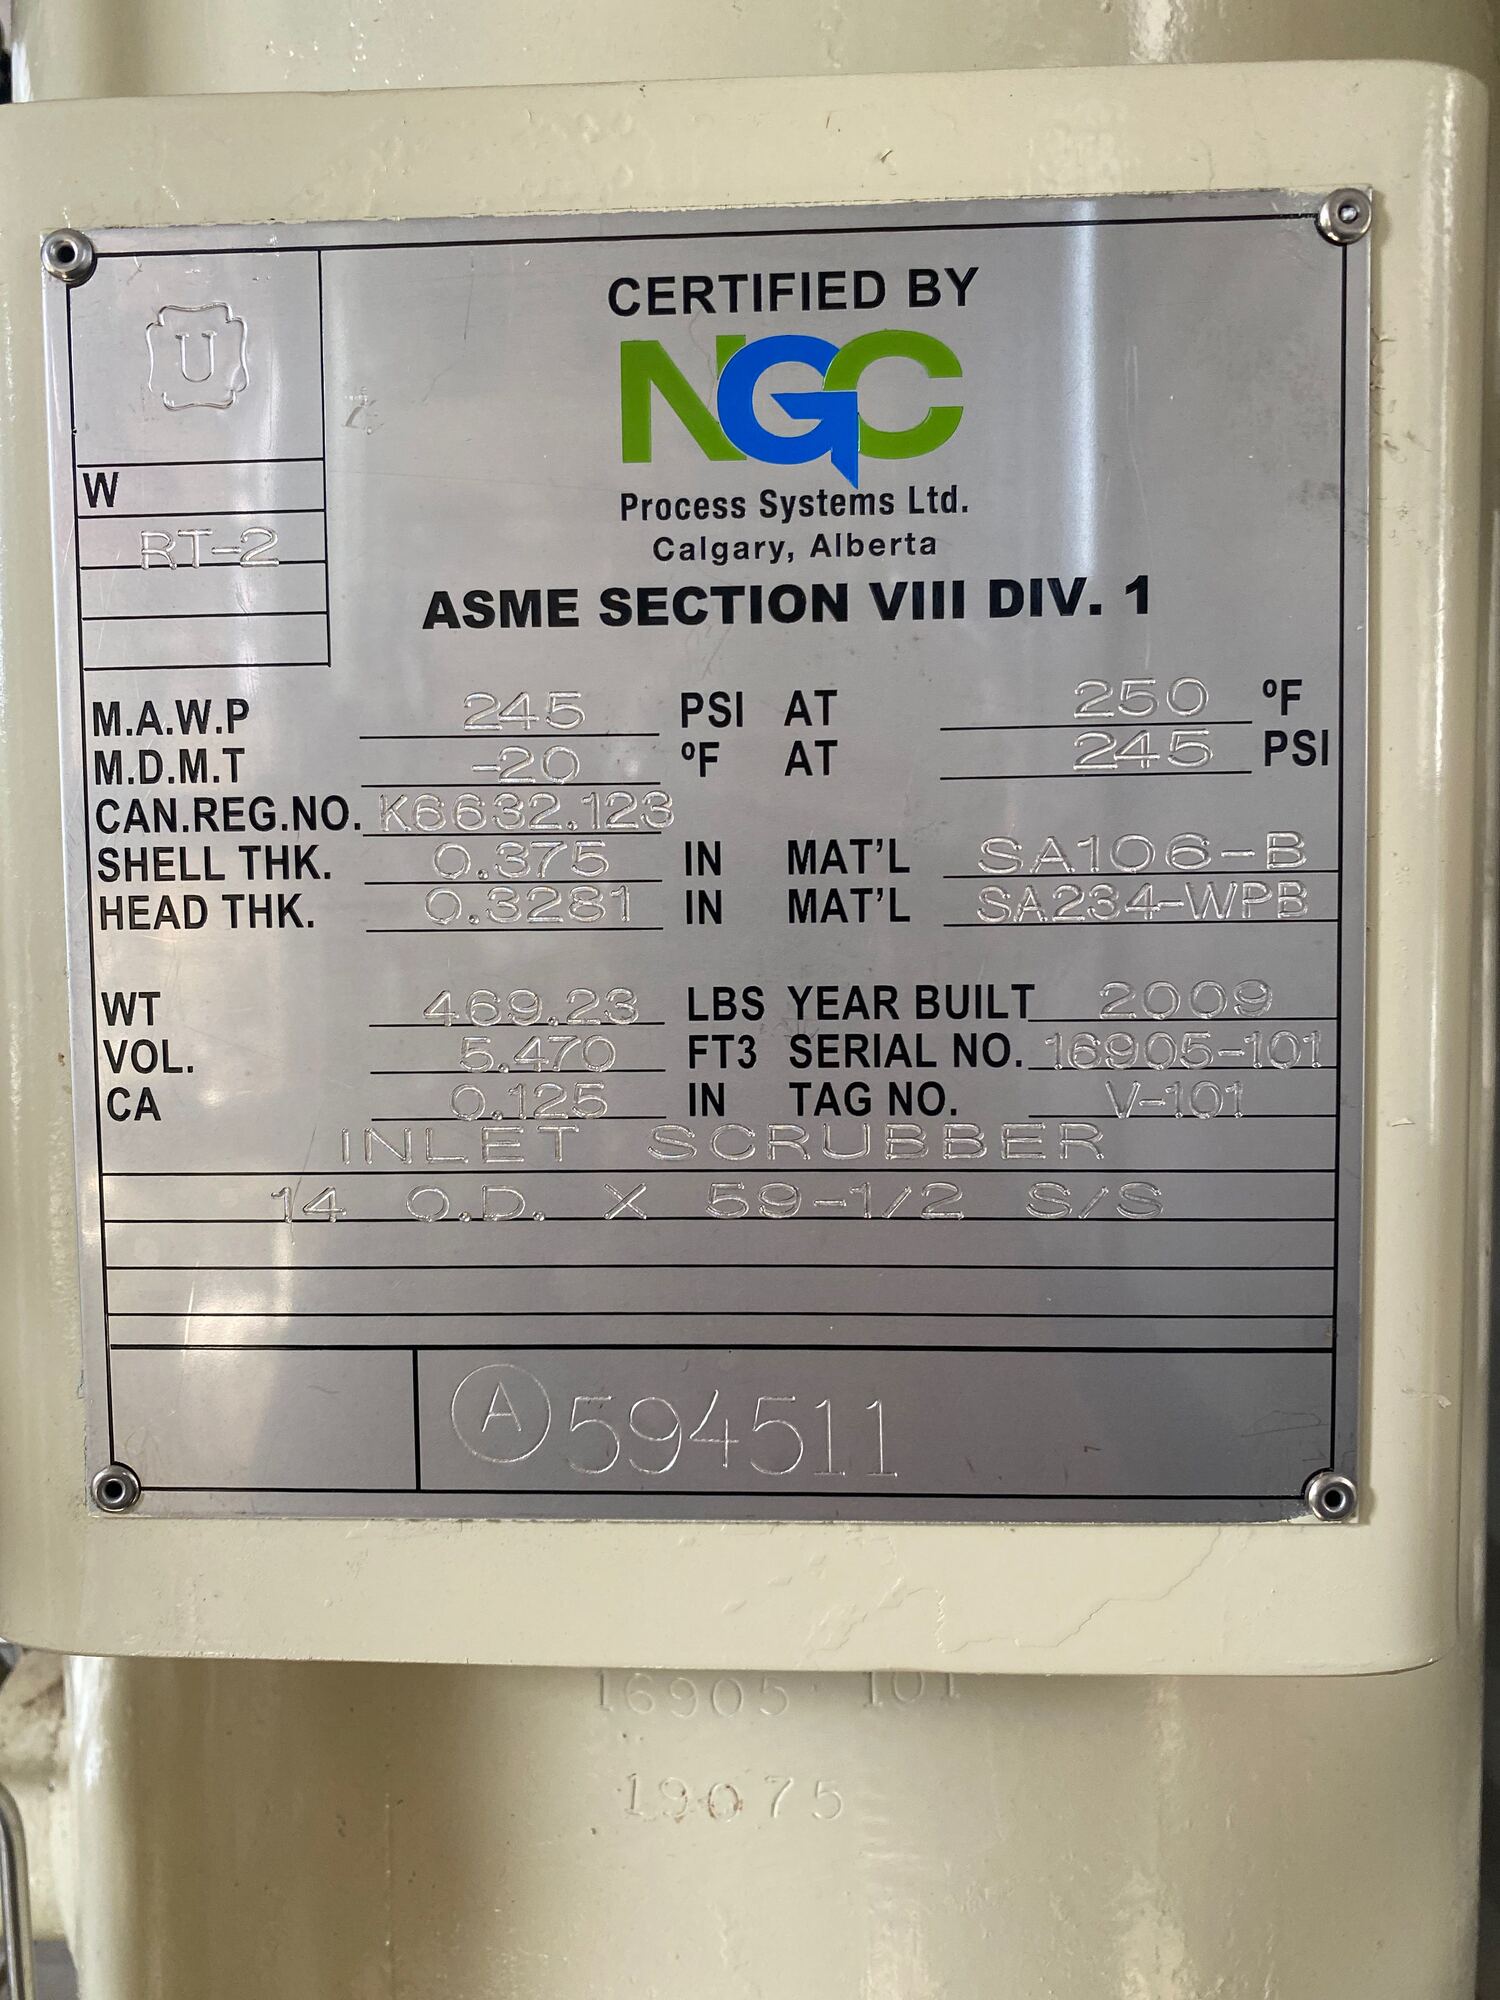 U
CERTIFIED BY
NGC
W
Process Systems Ltd.
RT-2
Calgary, Alberta
ASME SECTION VIII DIV. 1
M.A.W.P 245 PSI AT 250 ºF
M.D.M.T -20 ºF AT 245 PSI
CAN.REG.NO. K6632.123
SHELL THK. 0.375 IN MAT'L SA106-B
HEAD THK. 0.3281 IN MAT'L SA234-WPB
WT 469.23 LBS YEAR BUILT 2009
VOL. 5.470 FT3 SERIAL NO. 16905-101
CA 0.125 IN TAG NO. V-101
INLET SCRUBBER
14 O.D. X 59-1/2 S/S
A 594511
16905 101
19075